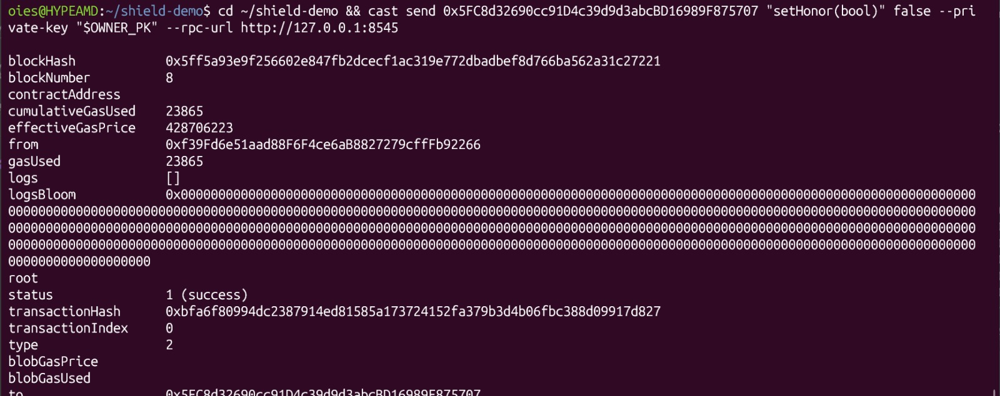 oies@HYPEAMD:~/shield-demo$ cd ~/shield-demo && cast send 0x5FC8d32690cc91D4c39d9d3abcBD16989F875707 "setHonor(bool)" false --pri
vate-key "$OWNER_PK" --rpc-url http://127.0.0.1:8545
blockHash 0x5ff5a93e9f256602e847fb2dcecf1ac319e772dbadbef8d766ba562a31c27221
blockNumber 8
contractAddress
cumulativeGasUsed 23865
effectiveGasPrice 428706223
from 0xf39Fd6e51aad88F6F4ce6aB8827279cffFb92266
gasUsed 23865
logs []
logsBloom 0x0000000000000000000000000000000000000000000000000000000000000000000000000000000000000000000000000000000000
000000000000000000000000000000000000000000000000000000000000000000000000000000000000000000000000000000000000000000000000000000000
000000000000000000000000000000000000000000000000000000000000000000000000000000000000000000000000000000000000000000000000000000000
000000000000000000000000000000000000000000000000000000000000000000000000000000000000000000000000000000000000000000000000000000000
0000000000000000000
root
status 1 (success)
transactionHash 0xbfa6f80994dc2387914ed81585a173724152fa379b3d4b06fbc388d09917d827
transactionIndex 0
type 2
blobGasPrice
blobGasUsed
to 0x5FC8d32690cc91D4c39d9d3abcBD16989F875707